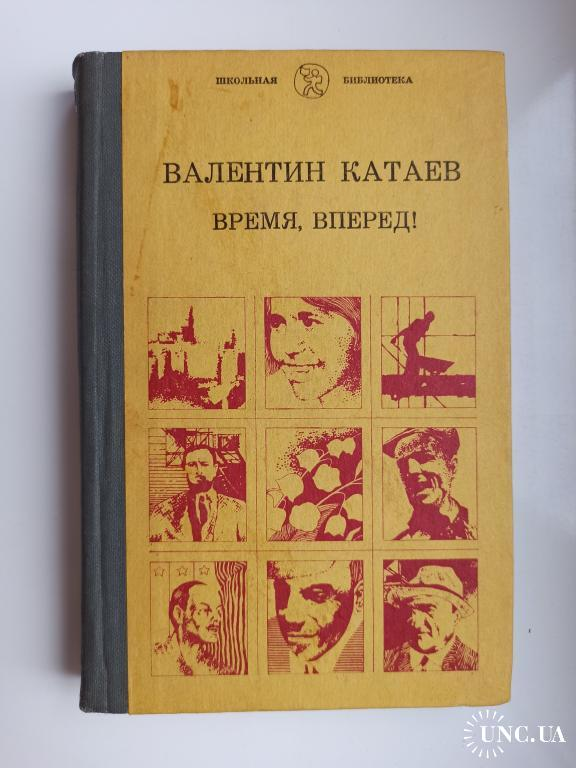 ШКОЛЬНАЯ БИБЛИОТЕКА
ВАЛЕНТИН КАТАЕВ
ВРЕМЯ, ВПЕРЕД!
UNC.UA